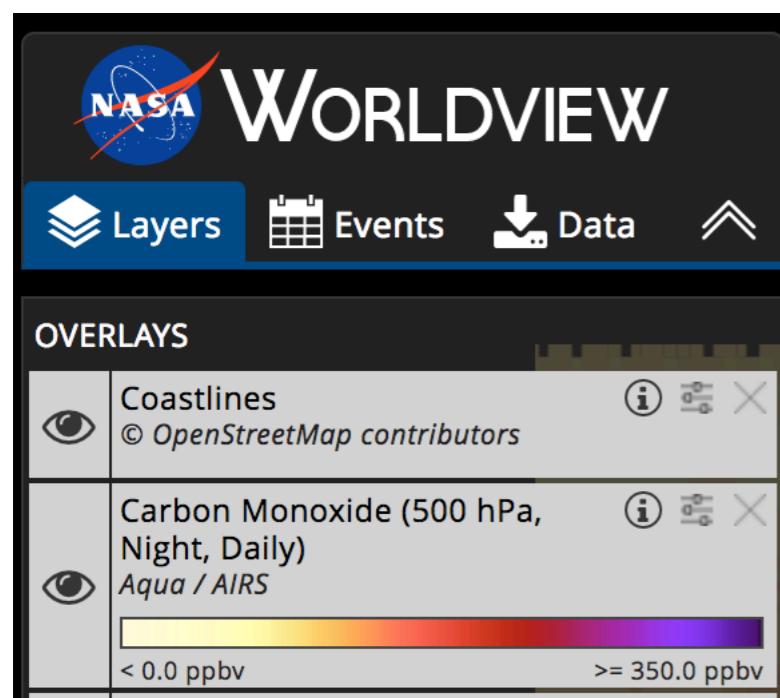 NASA WORLDVIEW
Layers Events Data
OVERLAYS
Coastlines
© OpenStreetMap contributors
Carbon Monoxide (500 hPa,
Night, Daily)
Aqua / AIRS
< 0.0 ppbv >= 350.0 ppbv